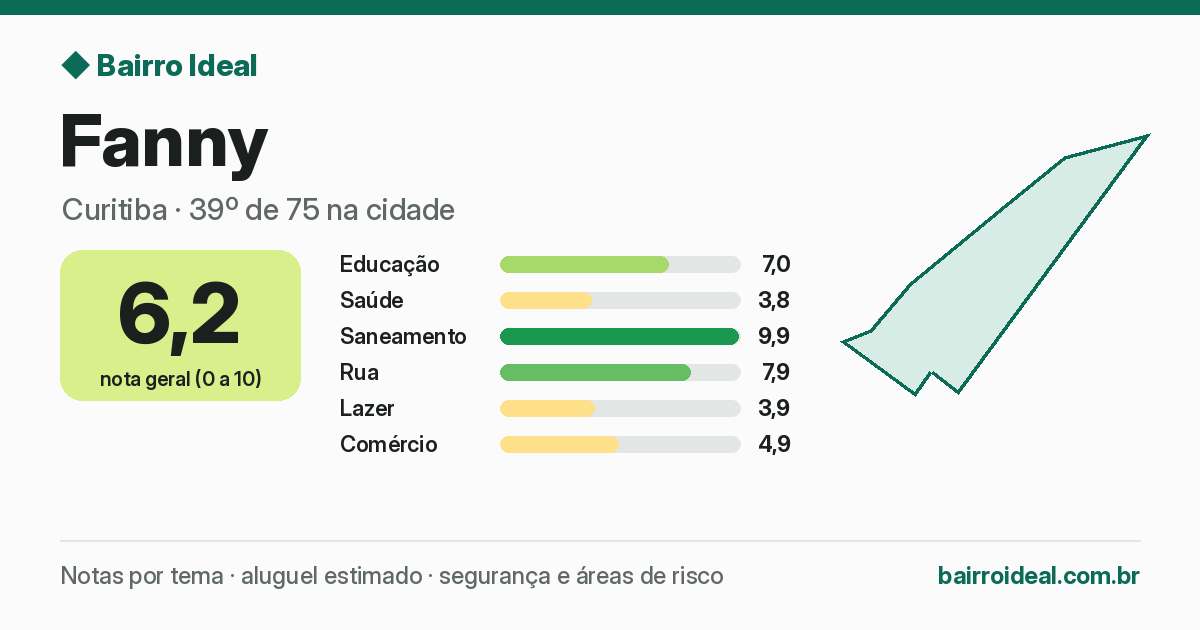 Bairro Ideal
Fanny
Curitiba · 39º de 75 na cidade
6,2
nota geral (0 a 10)
Educação 7,0
Saúde 3,8
Saneamento 9,9
Rua 7,9
Lazer 3,9
Comércio 4,9
Notas por tema · aluguel estimado · segurança e áreas de risco
bairroideal.com.br